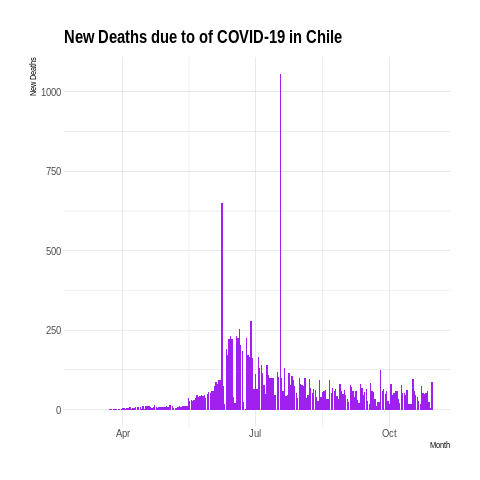 New Deaths due to of COVID-19 in Chile
New Deaths
1000
750
500
250
0
Apr
Jul
Oct
Month